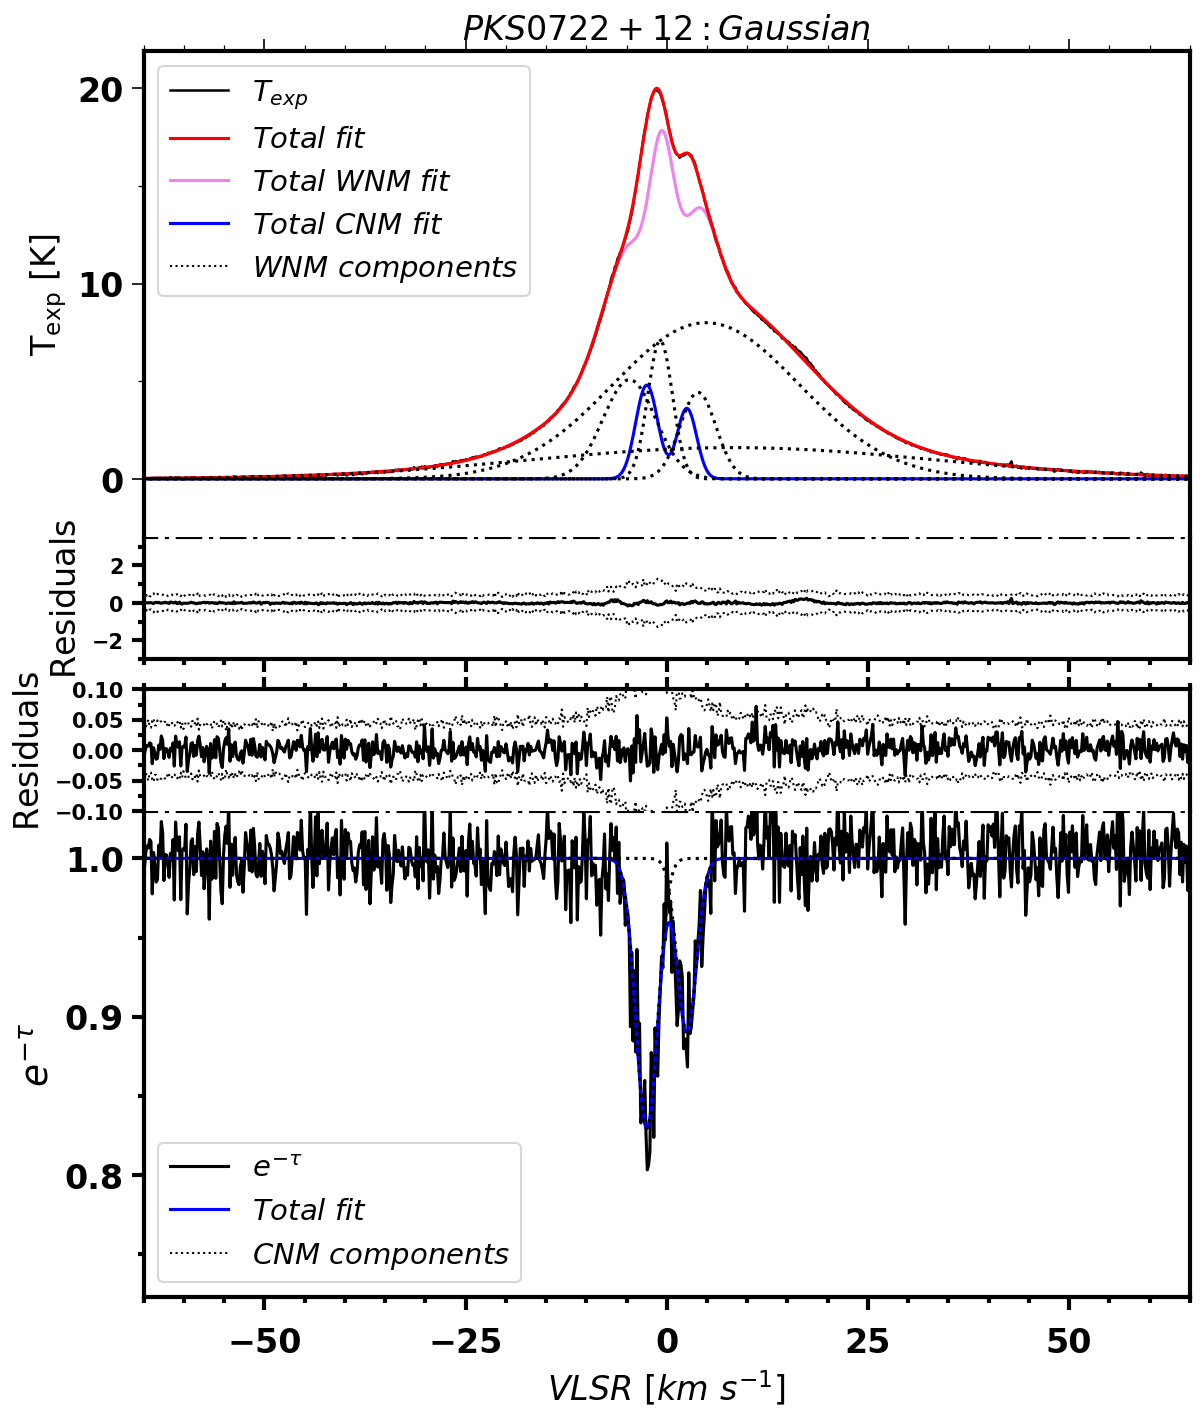 PKS0722 + 12 : Gaussian
T_exp
Total fit
Total WNM fit
Total CNM fit
WNM components
T_exp [K]
20
10
0
Residuals
2
0
−2
Residuals
0.10
0.05
0.00
−0.05
−0.10
1.0
0.9
0.8
e^{−τ}
e^{−τ}
Total fit
CNM components
−50
−25
0
25
50
VLSR [km s^{−1}]